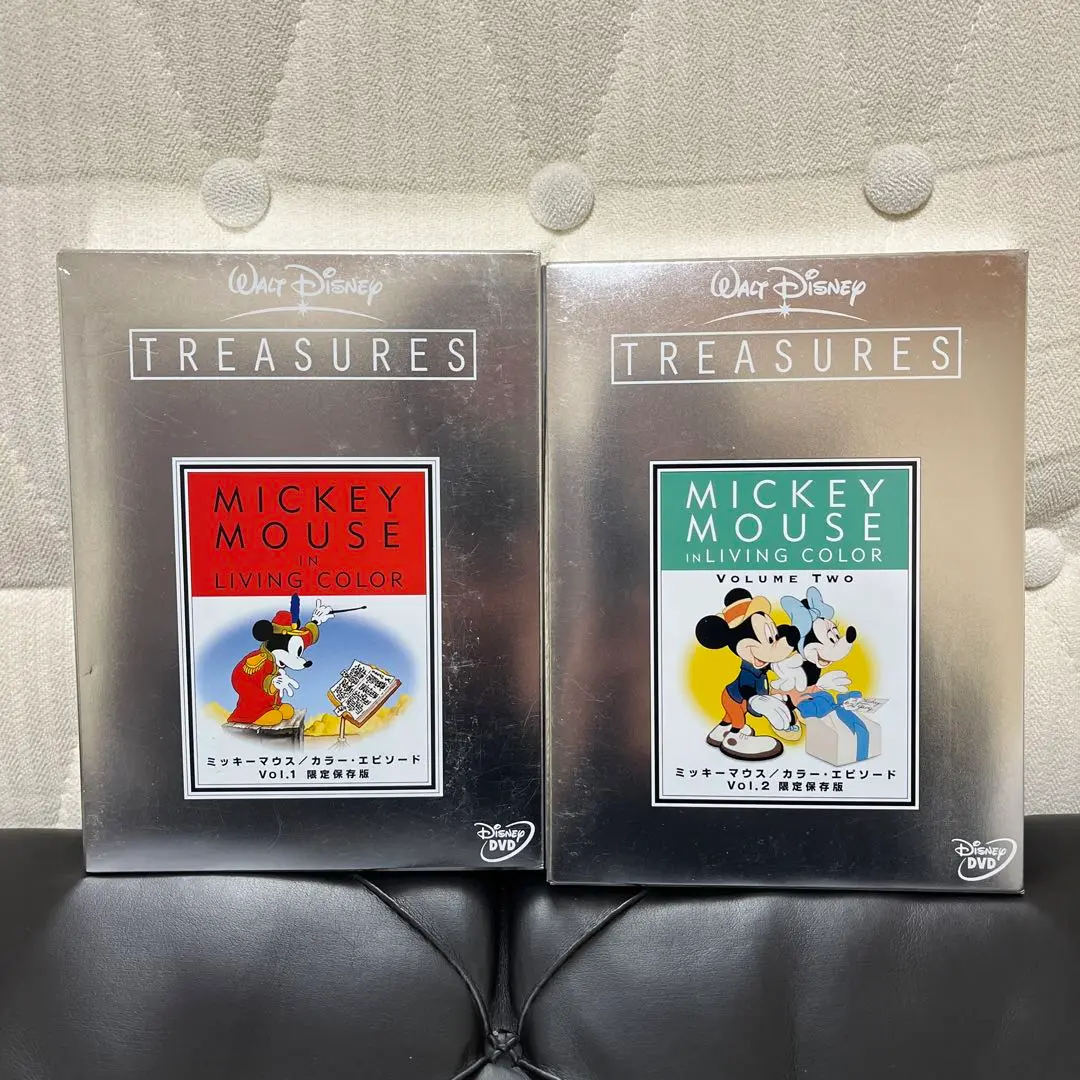 WALT DISNEY
TREASURES
MICKEY
MOUSE
IN
LIVING COLOR
ミッキーマウス/カラー・エピソード
Vol.1 限定保存版
DISNEY
DVD
WALT DISNEY
TREASURES
MICKEY
MOUSE
IN LIVING COLOR
VOLUME TWO
ミッキーマウス/カラー・エピソード
Vol.2 限定保存版
DISNEY
DVD